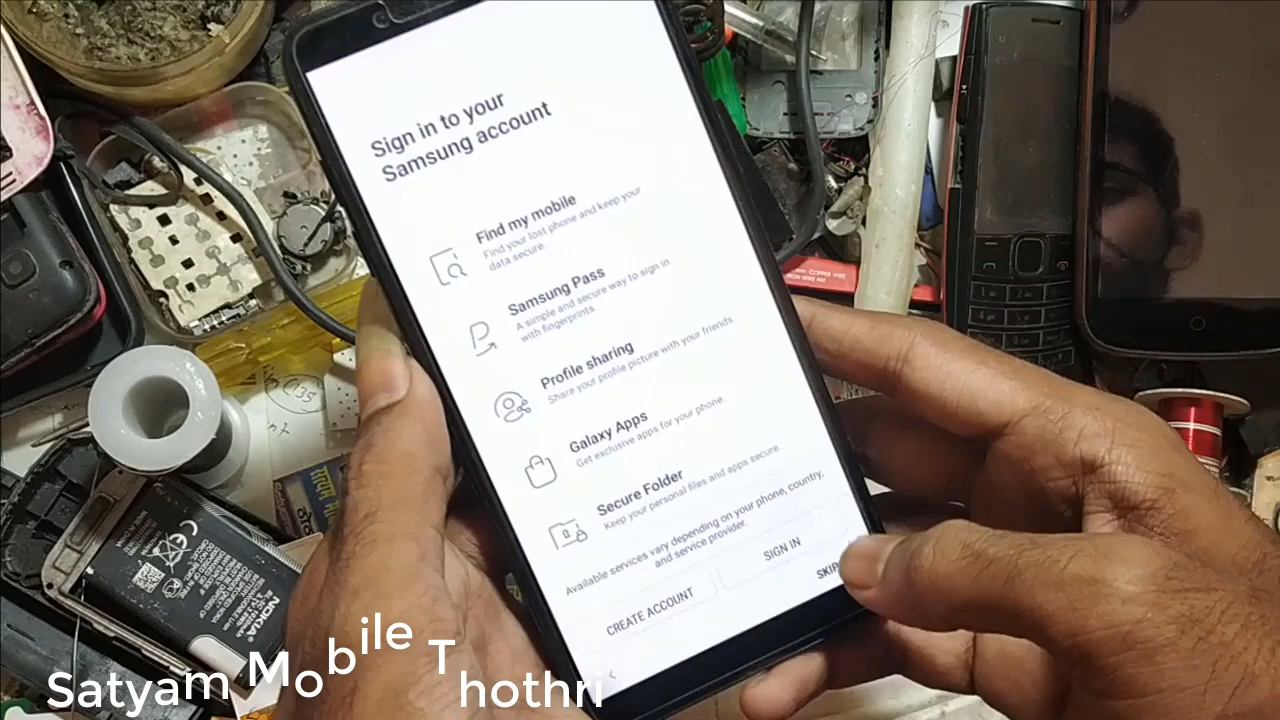 Sign in to your
Samsung account
Find my mobile
Find your lost phone and keep your
data secure.
Samsung Pass
A simple and secure way to sign in
with fingerprints.
Profile sharing
Share your profile picture with your friends
Galaxy Apps
Get exclusive apps for your phone.
Secure Folder
Keep your personal files and apps secure.
Available services vary depending on your phone, country,
and service provider.
CREATE ACCOUNT
SIGN IN
SKIP
NOKIA
Satyam Mobile Thothri